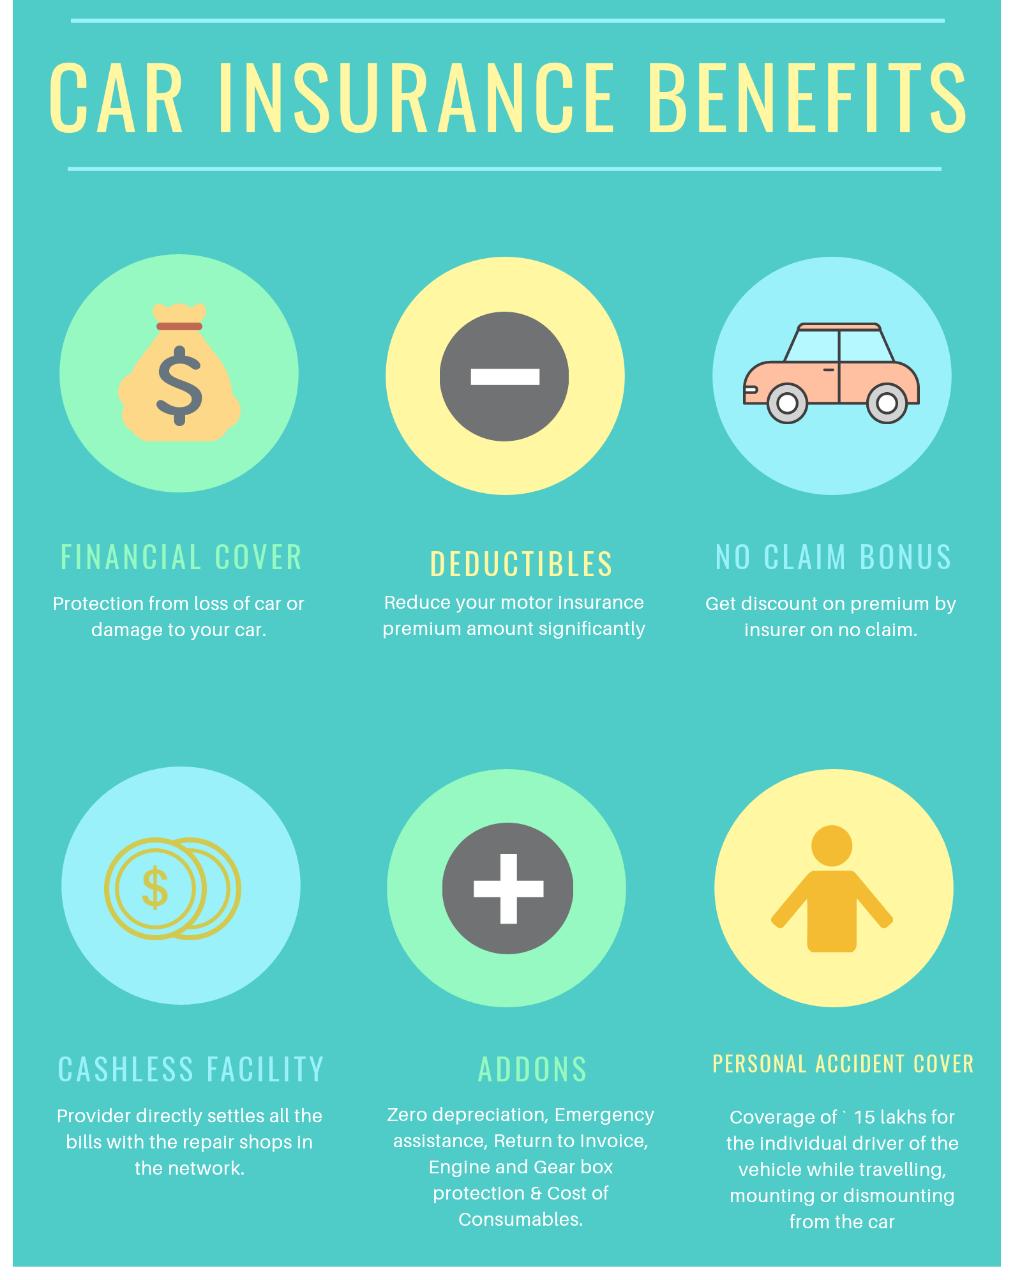 CAR INSURANCE BENEFITS
$
FINANCIAL COVER
Protection from loss of car or
damage to your car.
DEDUCTIBLES
Reduce your motor insurance
premium amount significantly
NO CLAIM BONUS
Get discount on premium by
insurer on no claim.
$
CASHLESS FACILITY
Provider directly settles all the
bills with the repair shops in
the network.
ADDONS
Zero depreciation, Emergency
assistance, Return to Invoice,
Engine and Gear box
protection & Cost of
Consumables.
PERSONAL ACCIDENT COVER
Coverage of ` 15 lakhs for
the individual driver of the
vehicle while travelling,
mounting or dismounting
from the car